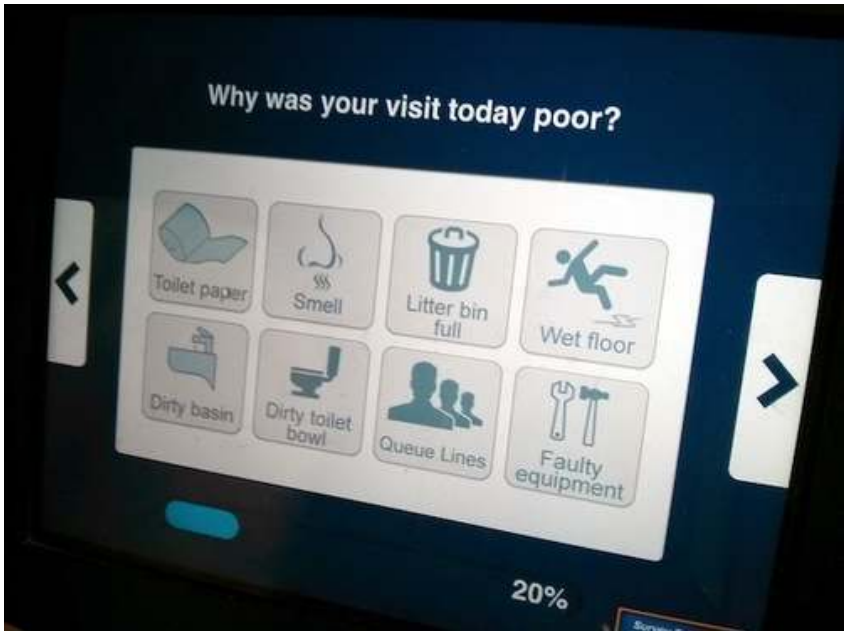 Why was your visit today poor?
Toilet paper
Smell
Litter bin
full
Wet floor
Dirty basin
Dirty toilet
bowl
Queue Lines
Faulty
equipment
20%